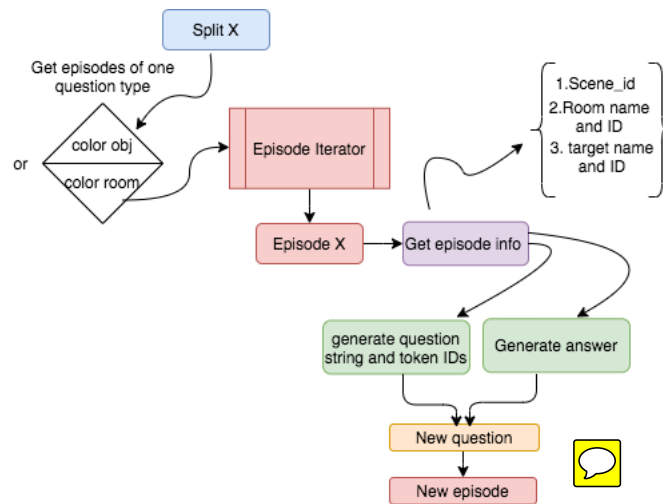 Split X
Get episodes of one
question type
or
color obj
color room
Episode Iterator
1.Scene_id
2.Room name
and ID
3. target name
and ID
Episode X
Get episode info
generate question
string and token IDs
Generate answer
New question
New episode